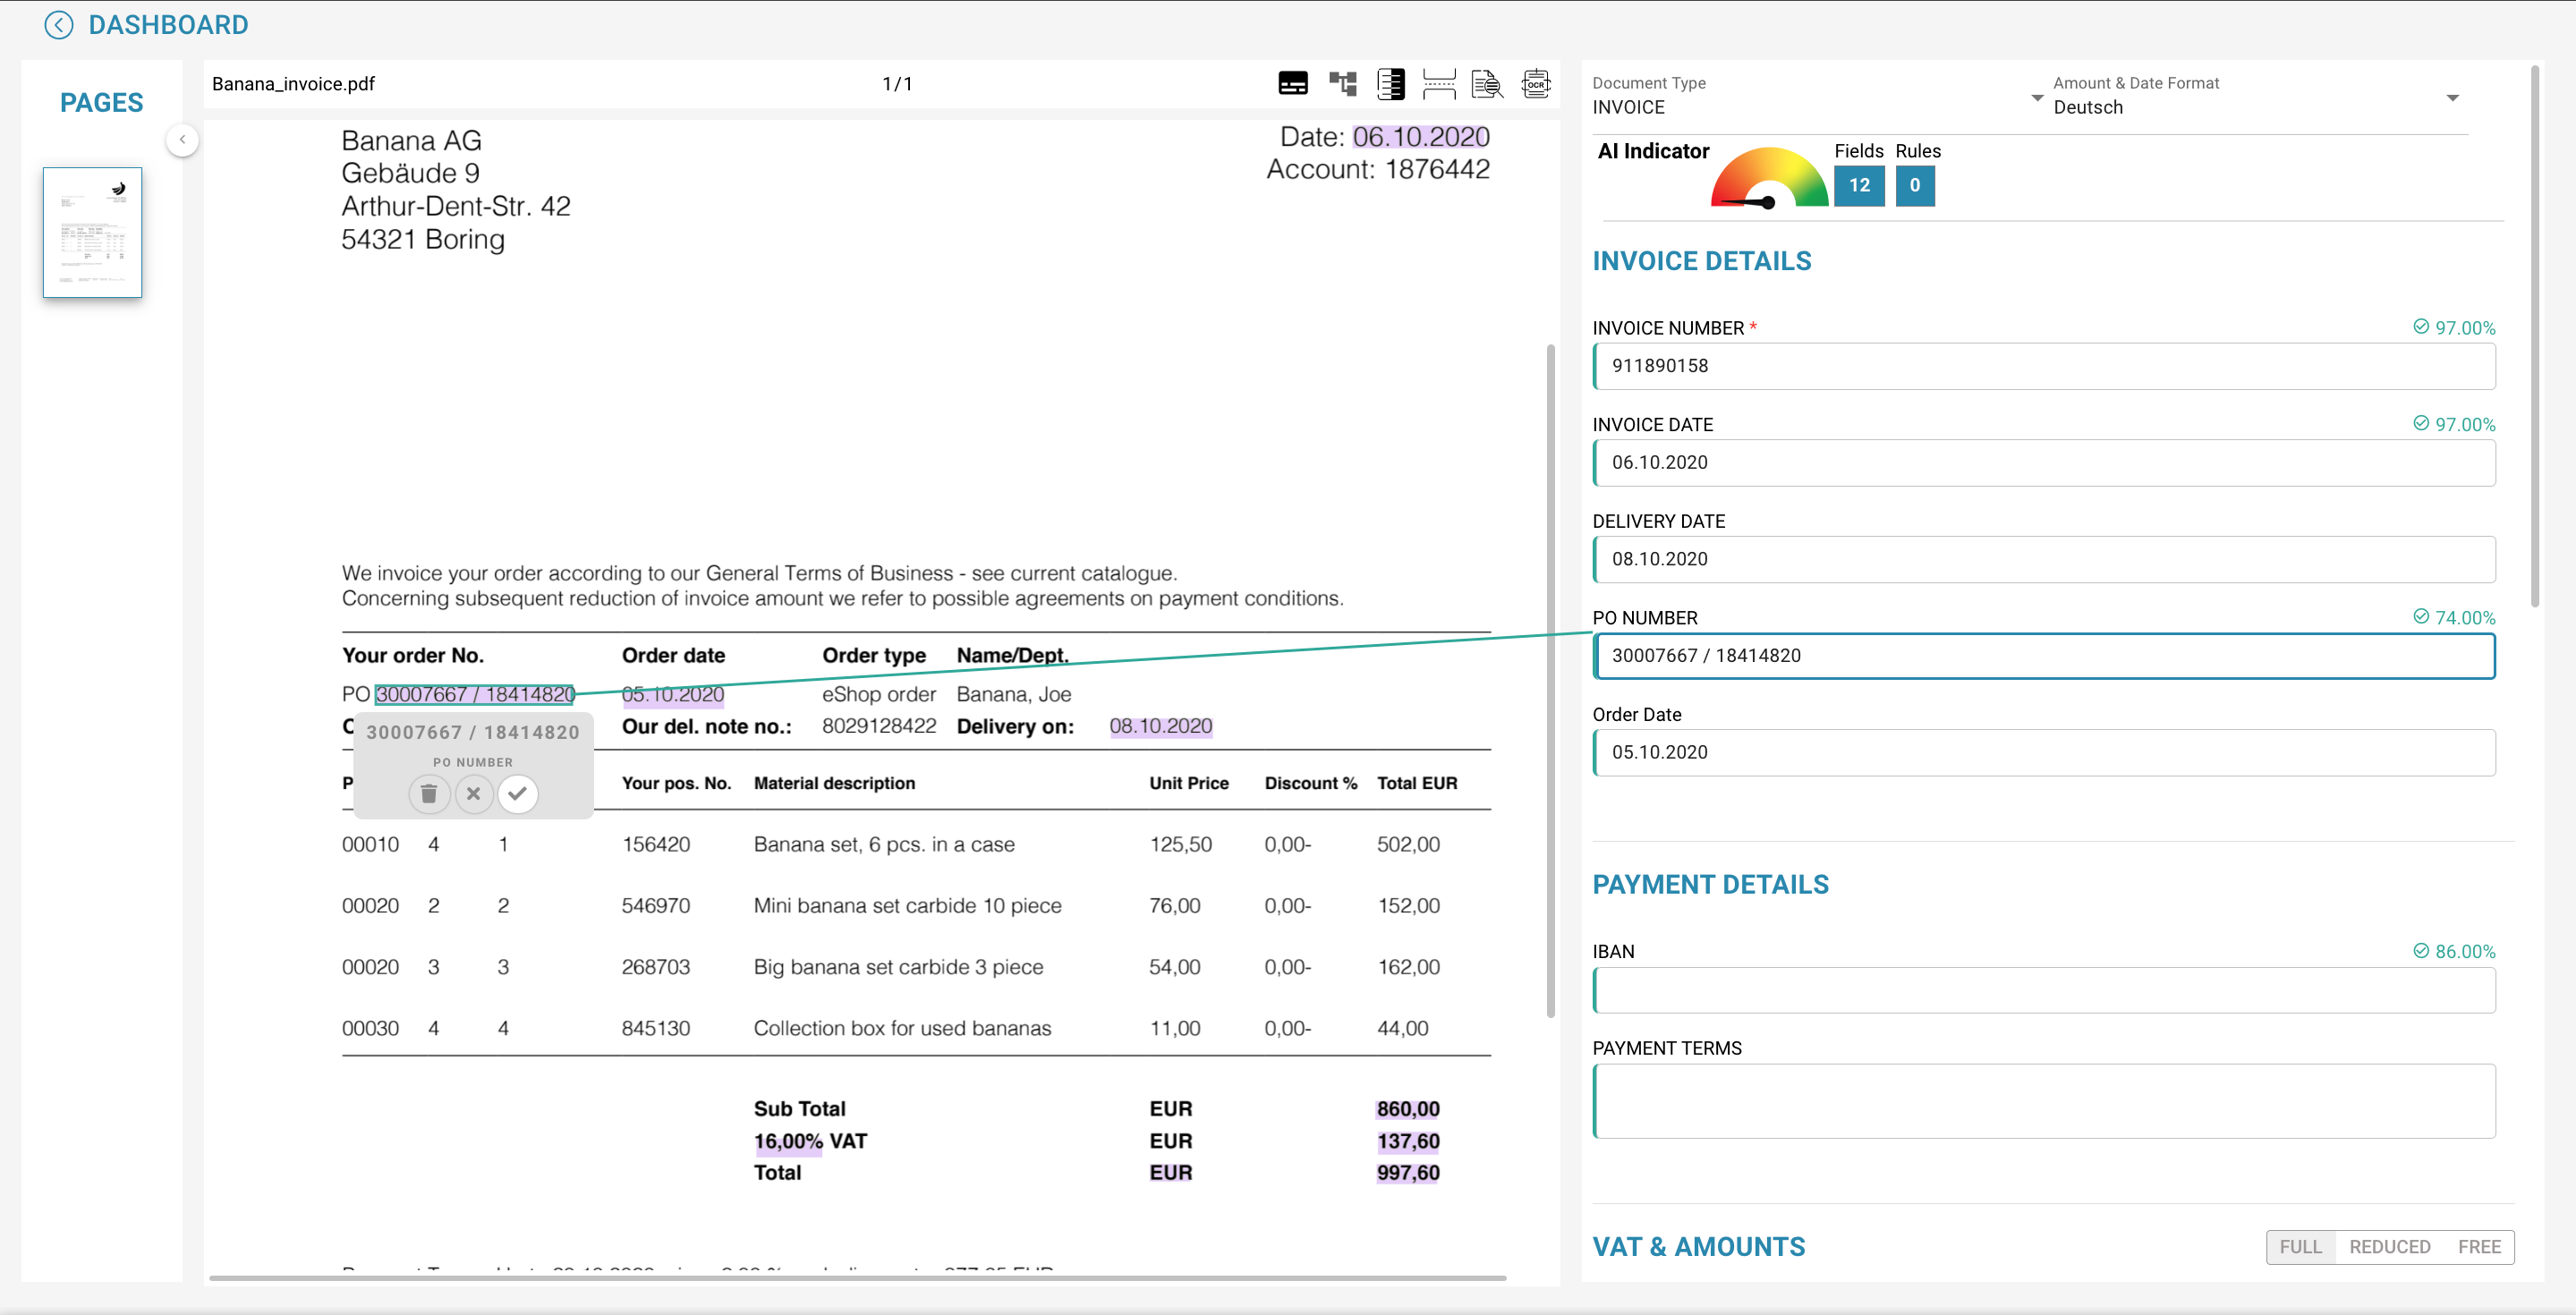 DASHBOARD
PAGES
Banana_invoice.pdf
1/1
OCR
Banana AG
Gebäude 9
Arthur-Dent-Str. 42
54321 Boring
Date: 06.10.2020
Account: 1876442
We invoice your order according to our General Terms of Business - see current catalogue.
Concerning subsequent reduction of invoice amount we refer to possible agreements on payment conditions.
Your order No. Order date Order type Name/Dept.
PO 30007667 / 18414820 05.10.2020 eShop order Banana, Joe
Our del. note no.: 8029128422 Delivery on: 08.10.2020
30007667 / 18414820
PO NUMBER
Your pos. No. Material description Unit Price Discount % Total EUR
00010 4 1 156420 Banana set, 6 pcs. in a case 125,50 0,00- 502,00
00020 2 2 546970 Mini banana set carbide 10 piece 76,00 0,00- 152,00
00020 3 3 268703 Big banana set carbide 3 piece 54,00 0,00- 162,00
00030 4 4 845130 Collection box for used bananas 11,00 0,00- 44,00
Sub Total EUR 860,00
16,00% VAT EUR 137,60
Total EUR 997,60
Document Type
INVOICE
Amount & Date Format
Deutsch
AI Indicator
Fields Rules
12 0
INVOICE DETAILS
INVOICE NUMBER * 97.00%
911890158
INVOICE DATE 97.00%
06.10.2020
DELIVERY DATE
08.10.2020
PO NUMBER 74.00%
30007667 / 18414820
Order Date
05.10.2020
PAYMENT DETAILS
IBAN 86.00%
PAYMENT TERMS
VAT & AMOUNTS
FULL REDUCED FREE